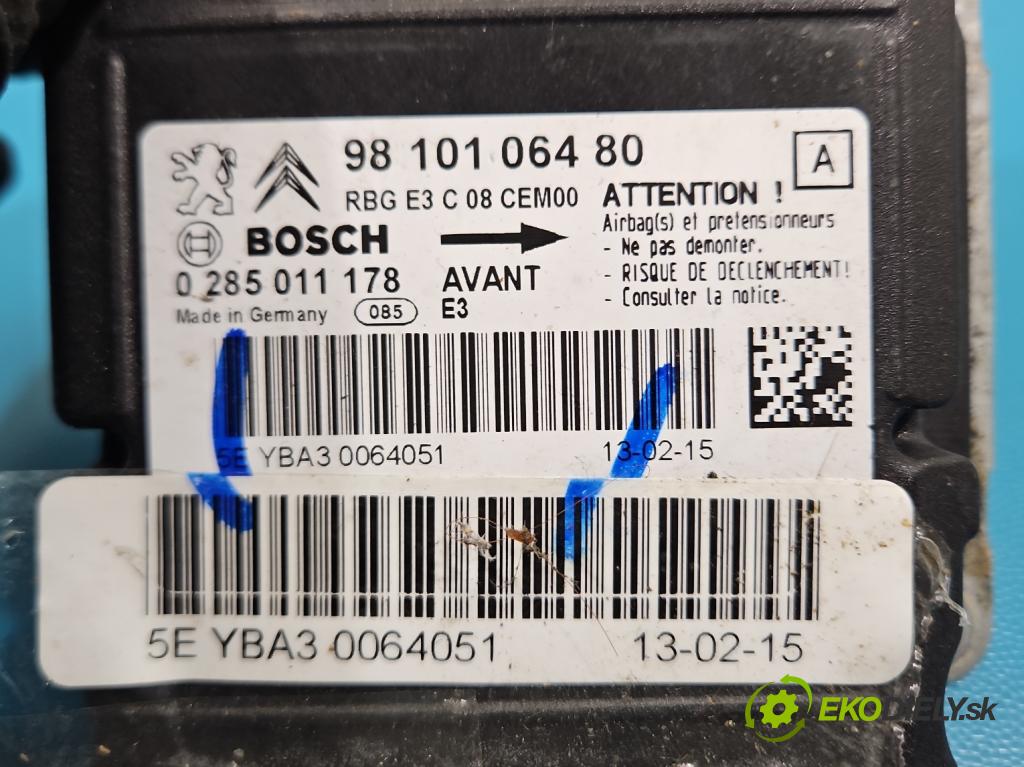 98 101 064 80
A
RBG E3 C 08 CEM00
ATTENTION !
Airbag(s) et pretensionneurs
- Ne pas demonter.
- RISQUE DE DECLENCHEMENT!
- Consulter la notice.
BOSCH
0 285 011 178
AVANT
Made in Germany
085
E3
5E YBA3 0064051
13-02-15
5E YBA3 0064051
13-02-15
EKODIELY.sk